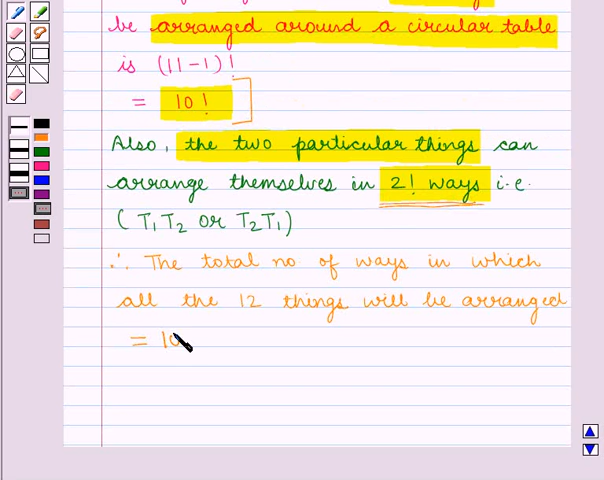 be arranged around a circular table
is (11-1)!
= 10!
Also, the two particular things can
arrange themselves in 2! ways i.e.
(T₁T₂ or T₂T₁)
∴ The total no. of ways in which
all the 12 things will be arranged
= 10